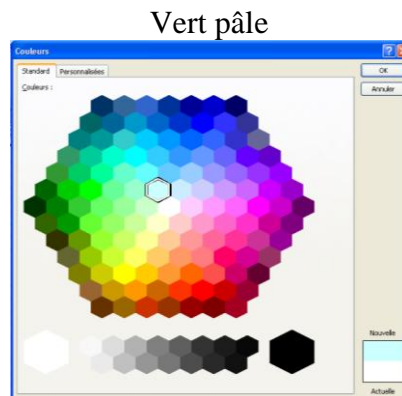 Vert pâle
Couleurs
Standard Personnalisées
OK
Couleurs :
Annuler
Nouvelle
Actuelle